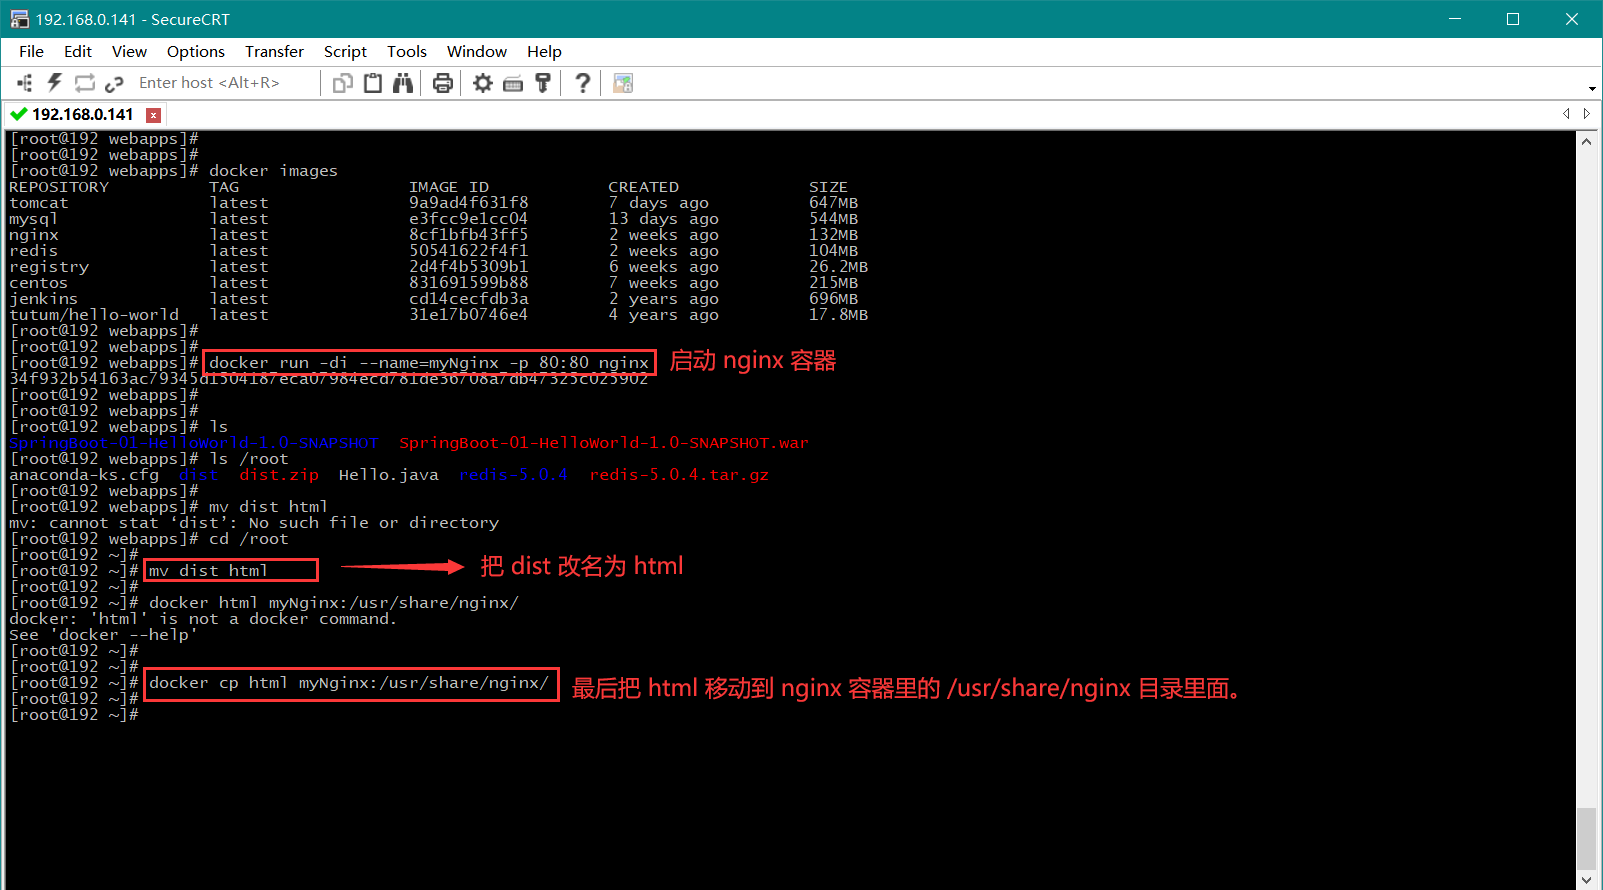 192.168.0.141 - SecureCRT
File Edit View Options Transfer Script Tools Window Help
Enter host <Alt+R>
192.168.0.141
[root@192 webapps]#
[root@192 webapps]#
[root@192 webapps]# docker images
REPOSITORY TAG IMAGE ID CREATED SIZE
tomcat latest 9a9ad4f631f8 7 days ago 647MB
mysql latest e3fcc9e1cc04 13 days ago 544MB
nginx latest 8cf1bfb43ff5 2 weeks ago 132MB
redis latest 50541622f4f1 2 weeks ago 104MB
registry latest 2d4f4b5309b1 6 weeks ago 26.2MB
centos latest 831691599b88 7 weeks ago 215MB
jenkins latest cd14cecfdb3a 2 years ago 696MB
tutum/hello-world latest 31e17b0746e4 4 years ago 17.8MB
[root@192 webapps]#
[root@192 webapps]#
[root@192 webapps]# docker run -di --name=myNginx -p 80:80 nginx 启动 nginx 容器
34f932b54163ac79345d1504187eca07984ecd781de36708a7db47325c025902
[root@192 webapps]#
[root@192 webapps]#
[root@192 webapps]# ls
SpringBoot-01-HelloWorld-1.0-SNAPSHOT SpringBoot-01-HelloWorld-1.0-SNAPSHOT.war
[root@192 webapps]# ls /root
anaconda-ks.cfg dist dist.zip Hello.java redis-5.0.4 redis-5.0.4.tar.gz
[root@192 webapps]#
[root@192 webapps]# mv dist html
mv: cannot stat ‘dist’: No such file or directory
[root@192 webapps]# cd /root
[root@192 ~]#
[root@192 ~]# mv dist html 把 dist 改名为 html
[root@192 ~]#
[root@192 ~]# docker html myNginx:/usr/share/nginx/
docker: 'html' is not a docker command.
See 'docker --help'
[root@192 ~]#
[root@192 ~]#
[root@192 ~]# docker cp html myNginx:/usr/share/nginx/ 最后把 html 移动到 nginx 容器里的 /usr/share/nginx 目录里面。
[root@192 ~]#
[root@192 ~]#